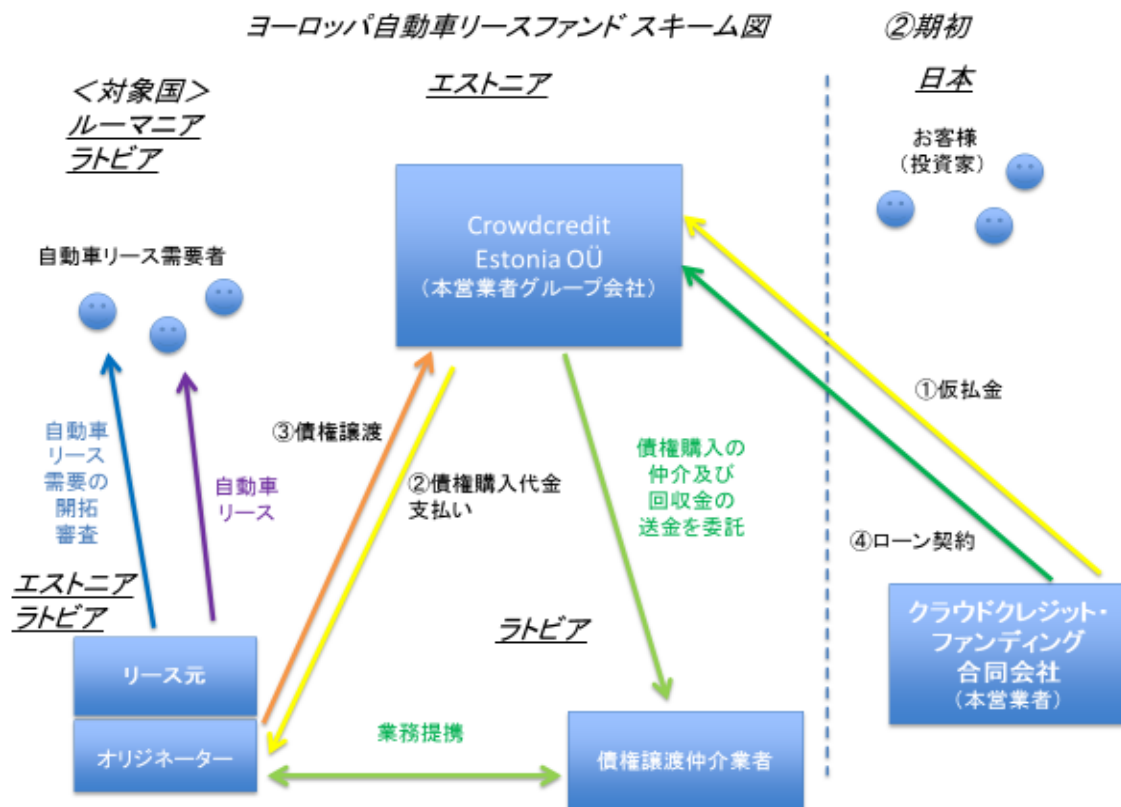 ヨーロッパ自動車リースファンド スキーム図
②期初
＜対象国＞
ルーマニア
ラトビア
エストニア
日本
お客様
（投資家）
Crowdcredit
Estonia OÜ
（本営業者グループ会社）
自動車リース需要者
①仮払金
③債権譲渡
②債権購入代金
支払い
債権購入の
仲介及び
回収金の
送金を委託
自動車
リース
需要の
開拓
審査
自動車
リース
④ローン契約
エストニア
ラトビア
ラトビア
リース元
オリジネーター
業務提携
債権譲渡仲介業者
クラウドクレジット・
ファンディング
合同会社
（本営業者）